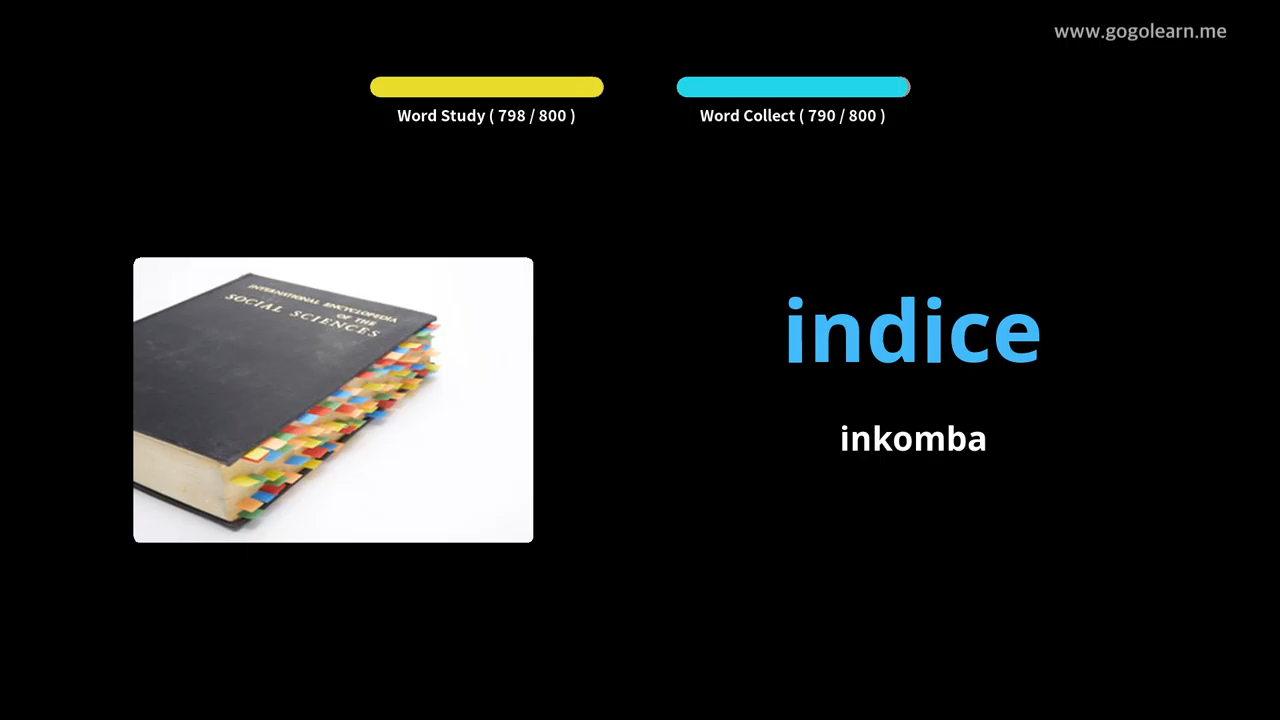 www.gogolearn.me
Word Study ( 798 / 800 )
Word Collect ( 790 / 800 )
INTERNATIONAL ENCYCLOPEDIA
OF THE
SOCIAL SCIENCES
indice
inkomba